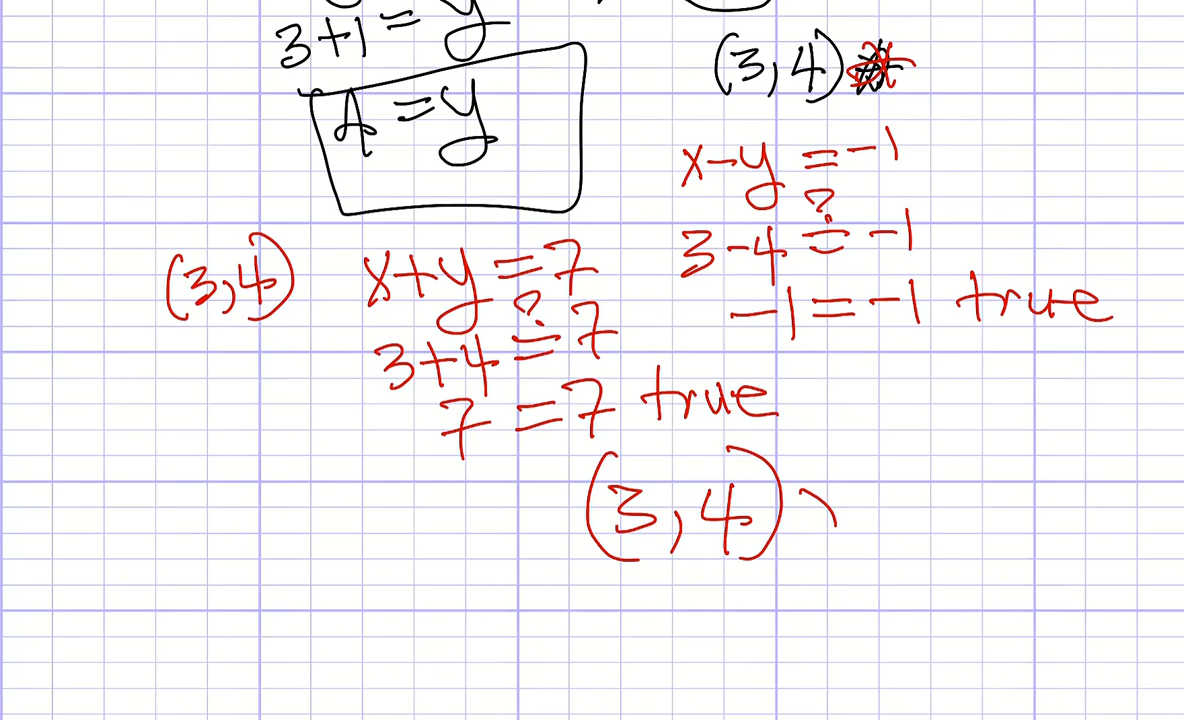 3+1=y
4=y
(3,4)*
x-y=-1
3-4≟-1
-1=-1 true
(3,4) x+y=7
3+4≟7
7=7 true
(3,4)